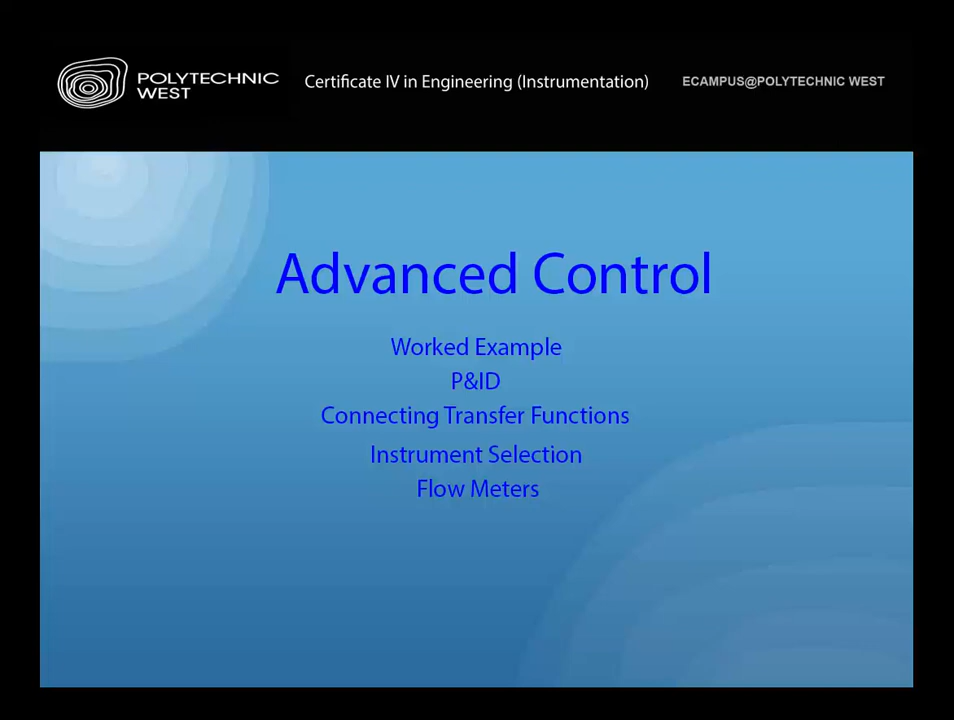 POLYTECHNIC
WEST
Certificate IV in Engineering (Instrumentation)
ECAMPUS@POLYTECHNIC WEST
Advanced Control
Worked Example
P&ID
Connecting Transfer Functions
Instrument Selection
Flow Meters